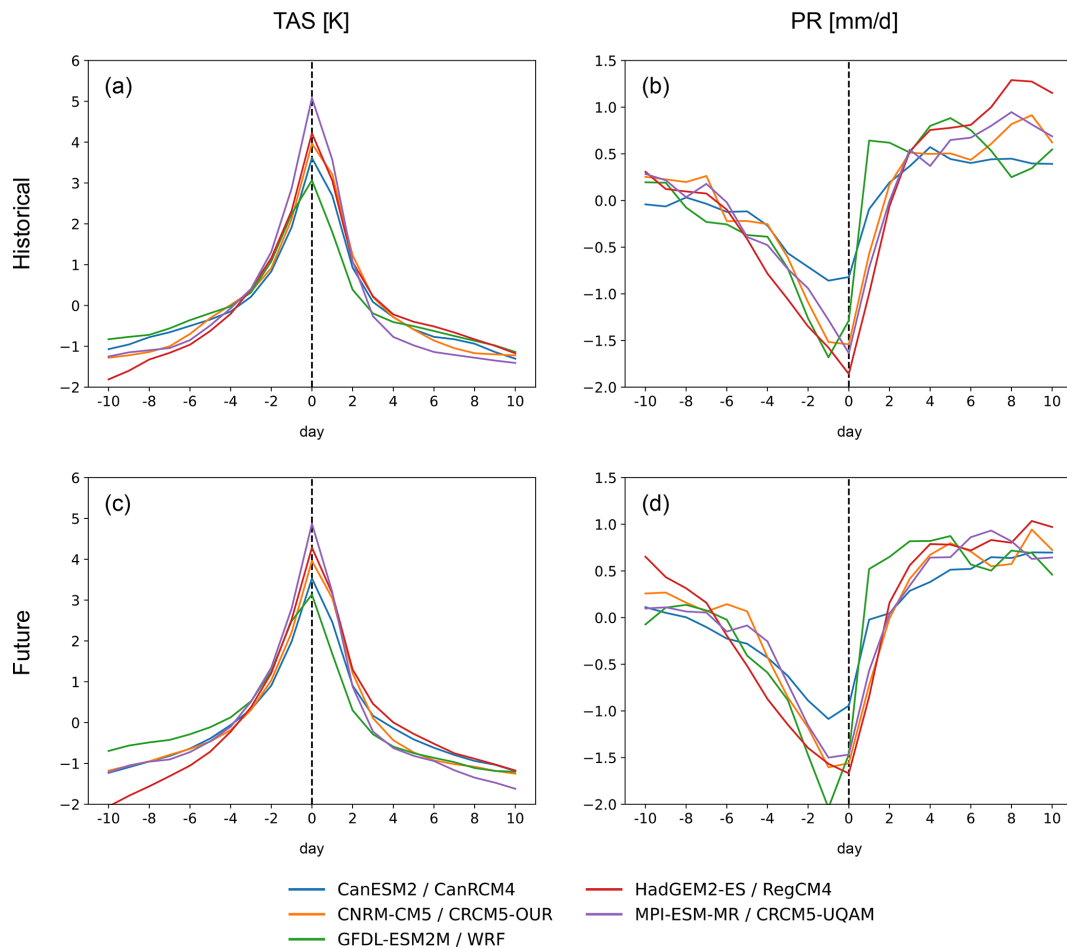 TAS [K]
PR [mm/d]
Historical
(a)
6
5
4
3
2
1
0
−1
−2
-10 -8 -6 -4 -2 0 2 4 6 8 10
day
(b)
1.5
1.0
0.5
0.0
−0.5
−1.0
−1.5
−2.0
-10 -8 -6 -4 -2 0 2 4 6 8 10
day
Future
(c)
6
5
4
3
2
1
0
−1
−2
-10 -8 -6 -4 -2 0 2 4 6 8 10
day
(d)
1.5
1.0
0.5
0.0
−0.5
−1.0
−1.5
−2.0
-10 -8 -6 -4 -2 0 2 4 6 8 10
day
CanESM2 / CanRCM4
CNRM-CM5 / CRCM5-OUR
GFDL-ESM2M / WRF
HadGEM2-ES / RegCM4
MPI-ESM-MR / CRCM5-UQAM